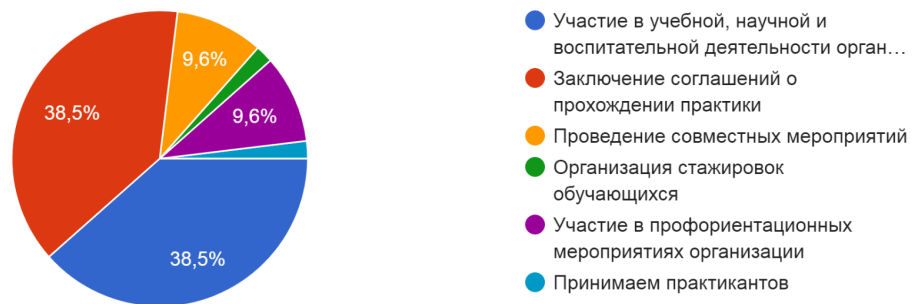 38,5%
9,6%
9,6%
38,5%
Участие в учебной, научной и
воспитательной деятельности орган…
Заключение соглашений о
прохождении практики
Проведение совместных мероприятий
Организация стажировок
обучающихся
Участие в профориентационных
мероприятиях организации
Принимаем практикантов